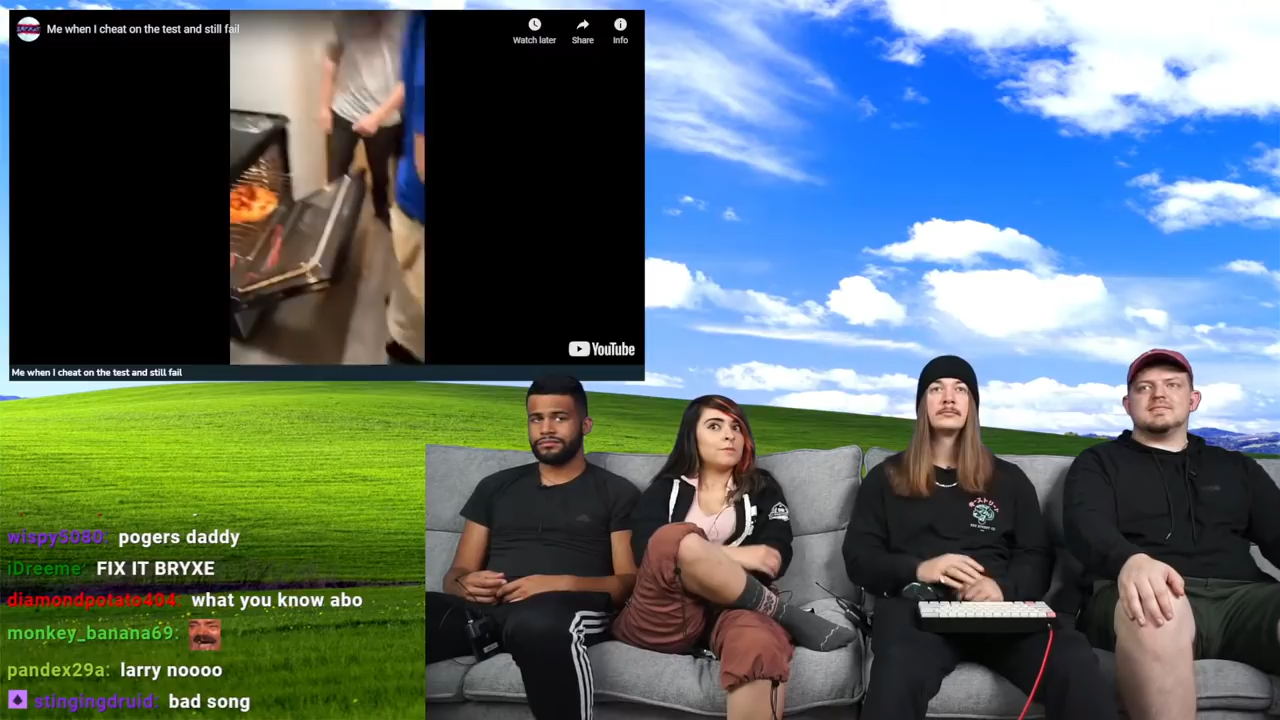 Me when I cheat on the test and still fail
Watch later
Share
Info
YouTube
Me when I cheat on the test and still fail
wispy5080: pogers daddy
iDreeme: FIX IT BRYXE
diamondpotato494: what you know abo
monkey_banana69:
pandex29a: larry noooo
stingingdruid: bad song